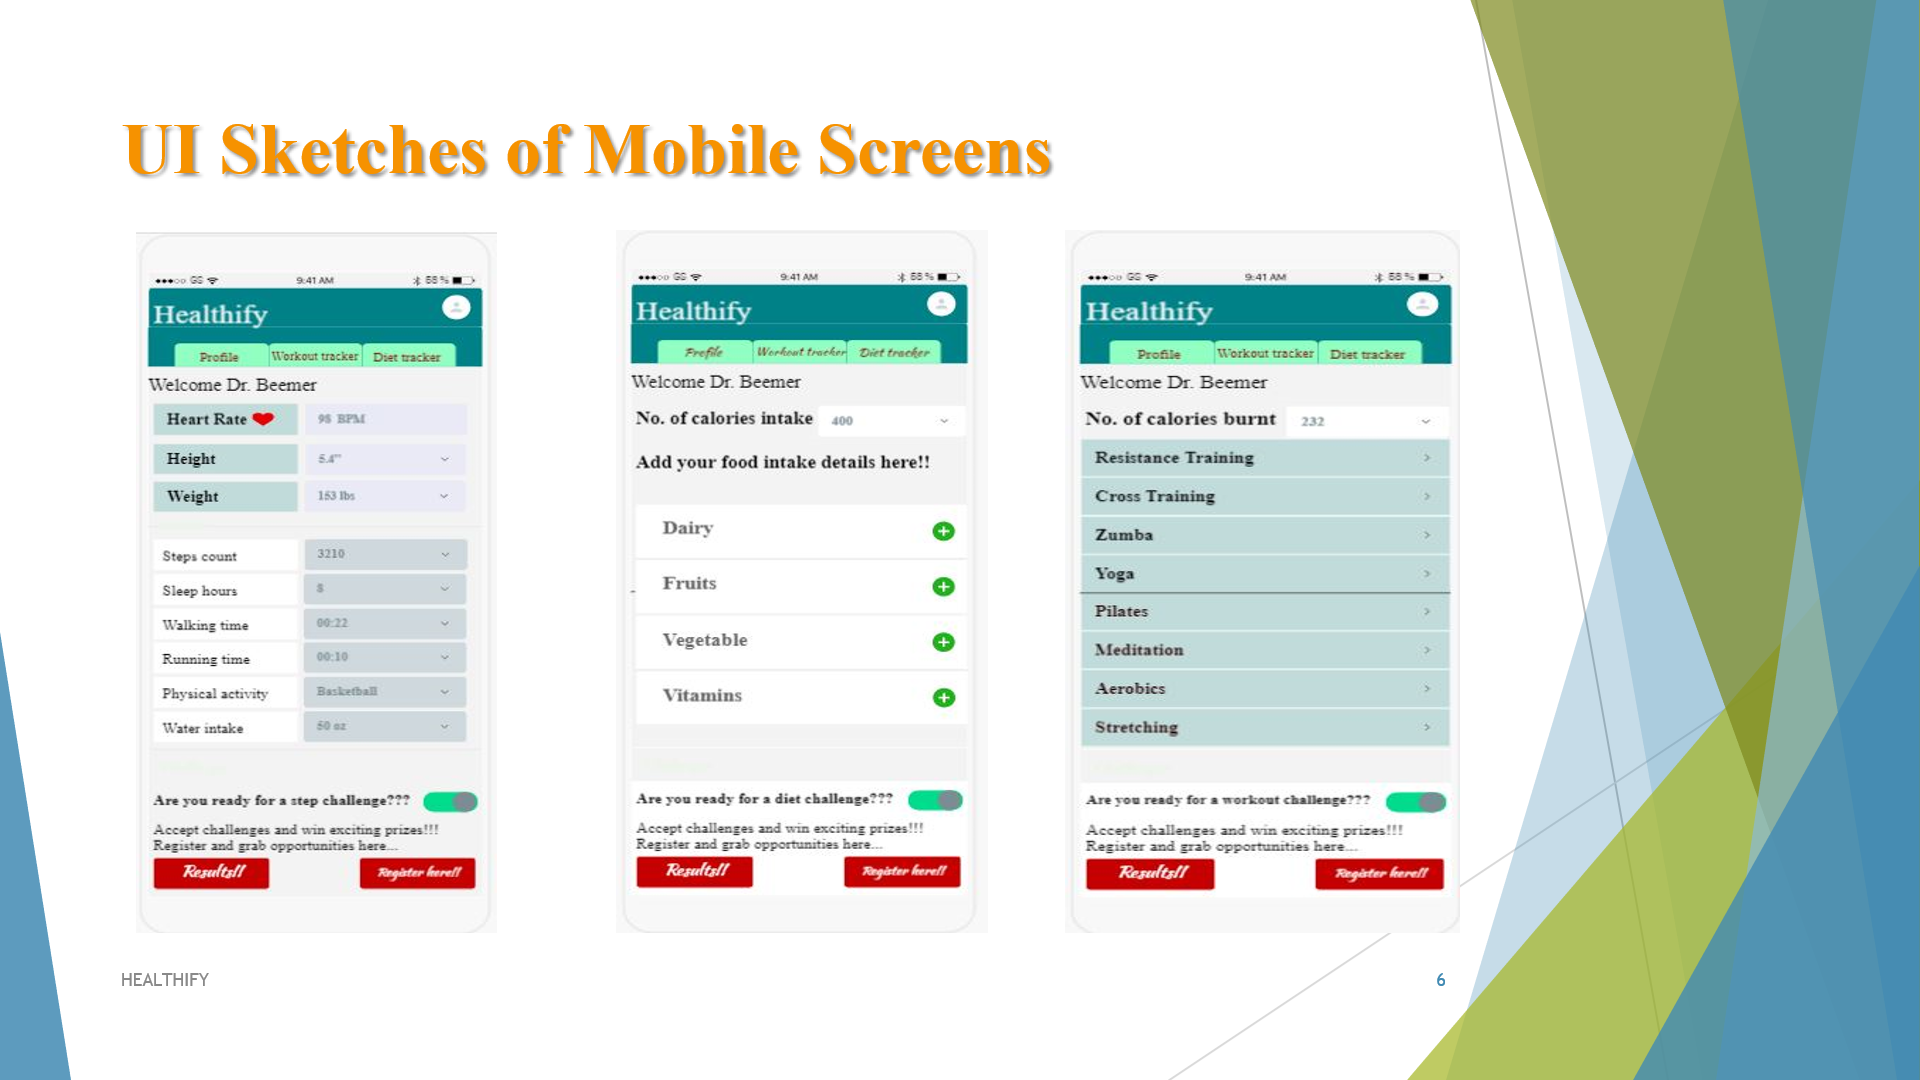 UI Sketches of Mobile Screens
GS 9:41 AM 58%
Healthify
Profile Workout tracker Diet tracker
Welcome Dr. Beemer
Heart Rate 98 BPM
Height 5.4"
Weight 153 lbs
Steps count 3210
Sleep hours 8
Walking time 00:22
Running time 00:10
Physical activity Basketball
Water intake 50 oz
Are you ready for a step challenge???
Accept challenges and win exciting prizes!!!
Register and grab opportunities here...
Results!! Register here!!
GS 9:41 AM 58%
Healthify
Profile Workout tracker Diet tracker
Welcome Dr. Beemer
No. of calories intake 400
Add your food intake details here!!
Dairy
Fruits
Vegetable
Vitamins
Are you ready for a diet challenge???
Accept challenges and win exciting prizes!!!
Register and grab opportunities here...
Results!! Register here!!
GS 9:41 AM 58%
Healthify
Profile Workout tracker Diet tracker
Welcome Dr. Beemer
No. of calories burnt 232
Resistance Training
Cross Training
Zumba
Yoga
Pilates
Meditation
Aerobics
Stretching
Are you ready for a workout challenge???
Accept challenges and win exciting prizes!!!
Register and grab opportunities here...
Results!! Register here!!
HEALTHIFY 6